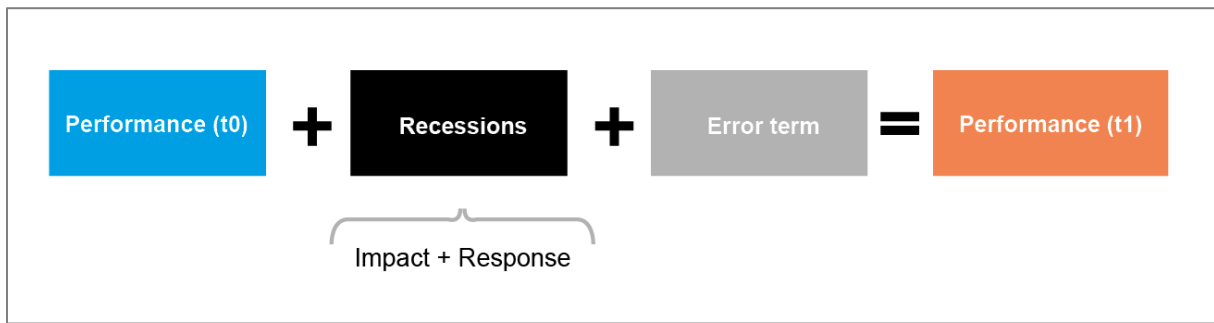 Performance (t0) + Recessions + Error term = Performance (t1)
Impact + Response